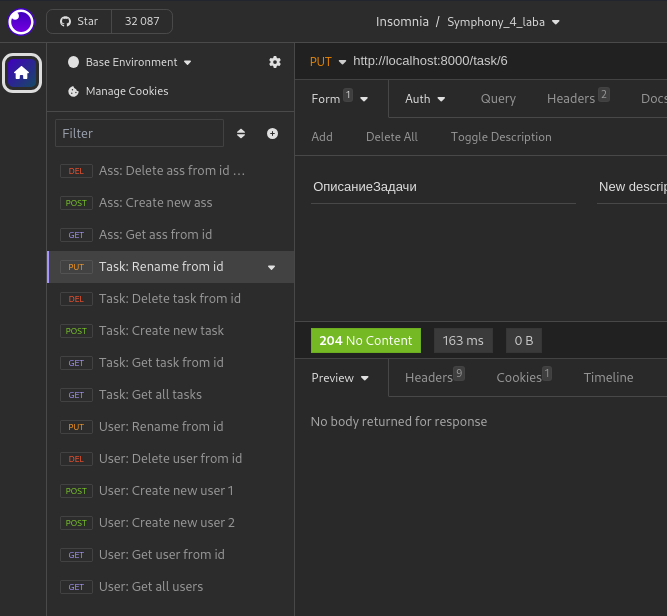 Star 32 087 Insomnia / Symphony_4_laba
Base Environment
Manage Cookies
Filter
DEL Ass: Delete ass from id ...
POST Ass: Create new ass
GET Ass: Get ass from id
PUT Task: Rename from id
DEL Task: Delete task from id
POST Task: Create new task
GET Task: Get task from id
GET Task: Get all tasks
PUT User: Rename from id
DEL User: Delete user from id
POST User: Create new user 1
POST User: Create new user 2
GET User: Get user from id
GET User: Get all users
PUT http://localhost:8000/task/6
Form 1 Auth Query Headers 2 Docs
Add Delete All Toggle Description
ОписаниеЗадачи New descrip
204 No Content 163 ms 0 B
Preview Headers 9 Cookies 1 Timeline
No body returned for response